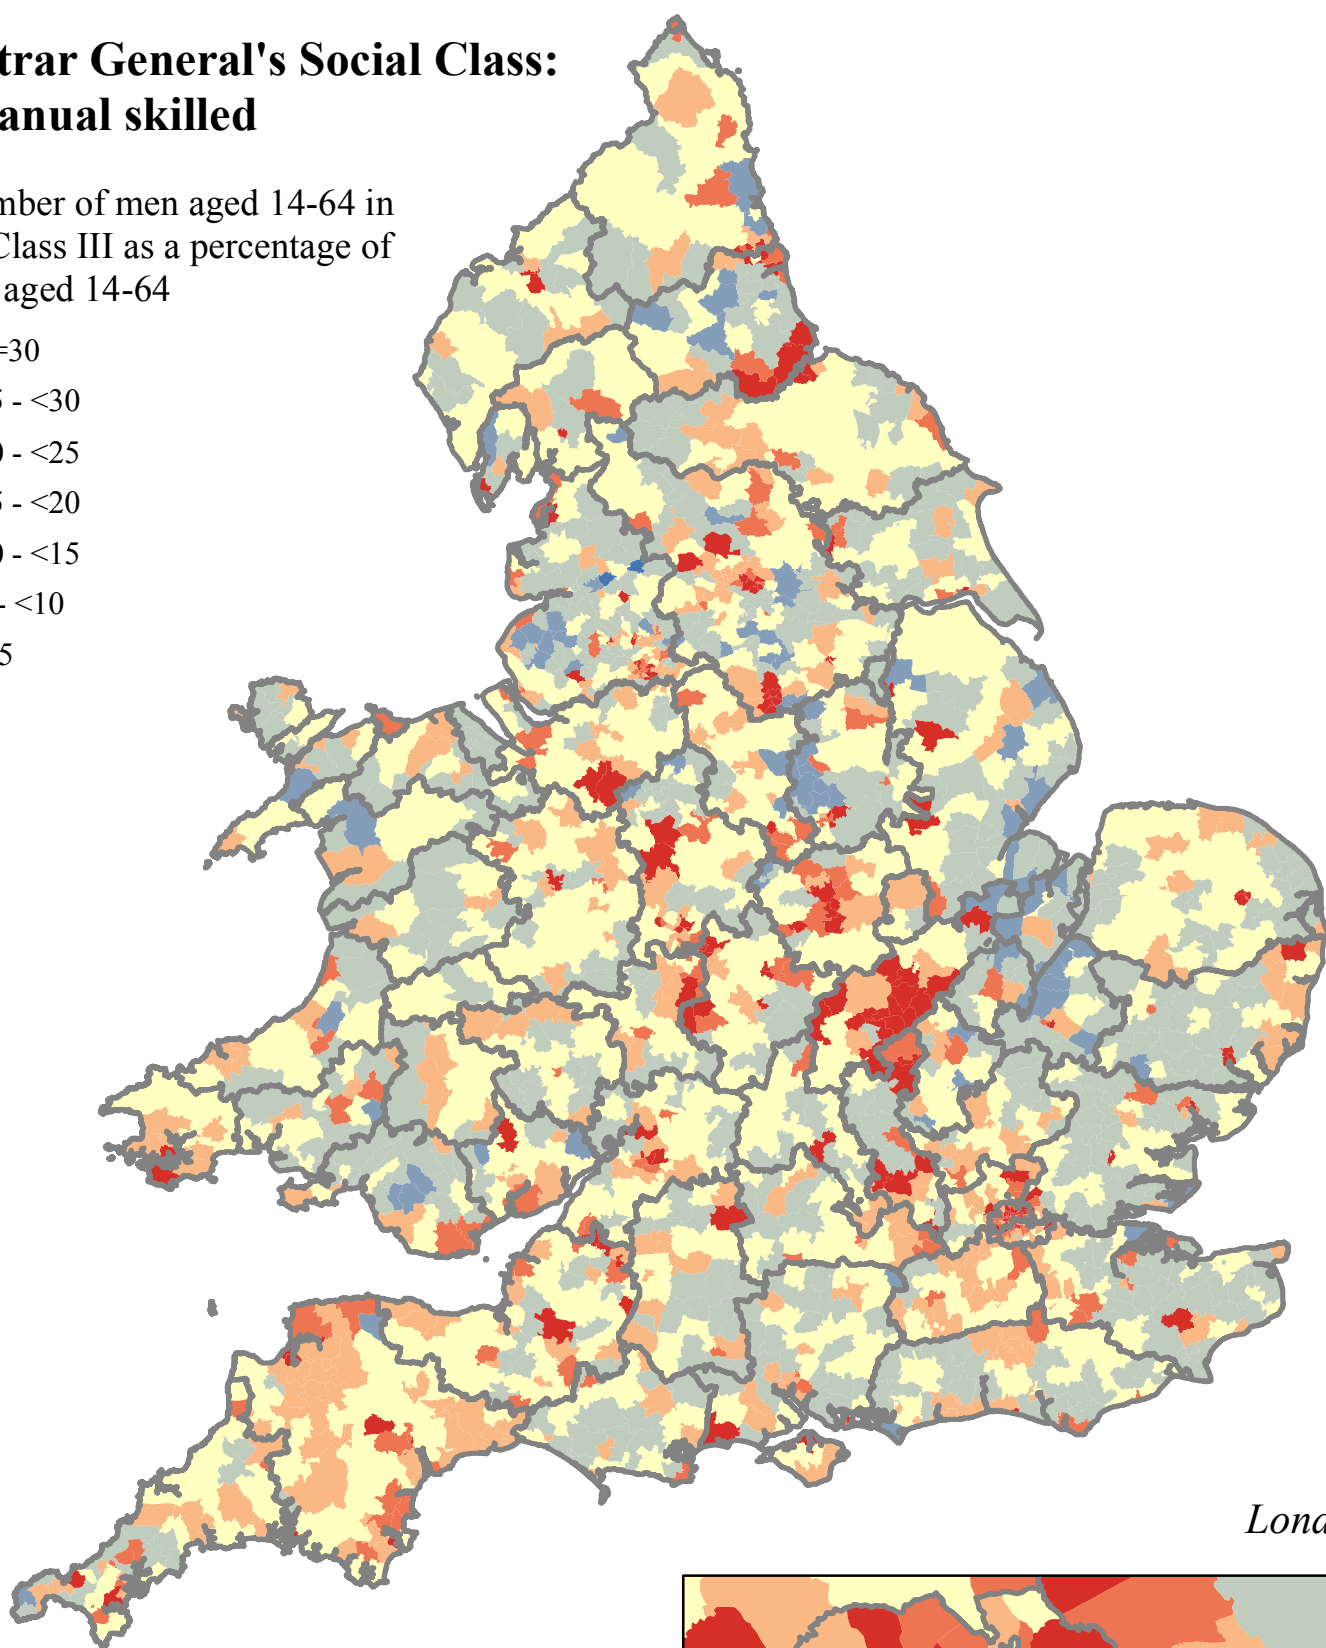 trar General's Social Class:
anual skilled
mber of men aged 14-64 in
Class III as a percentage of
aged 14-64
=30
5 - <30
0 - <25
5 - <20
0 - <15
- <10
5
Lond